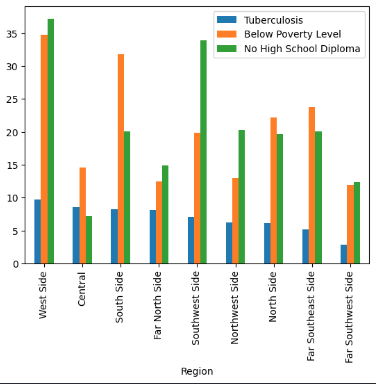 Tuberculosis
Below Poverty Level
No High School Diploma
35
30
25
20
15
10
5
0
West Side
Central
South Side
Far North Side
Southwest Side
Northwest Side
North Side
Far Southeast Side
Far Southwest Side
Region